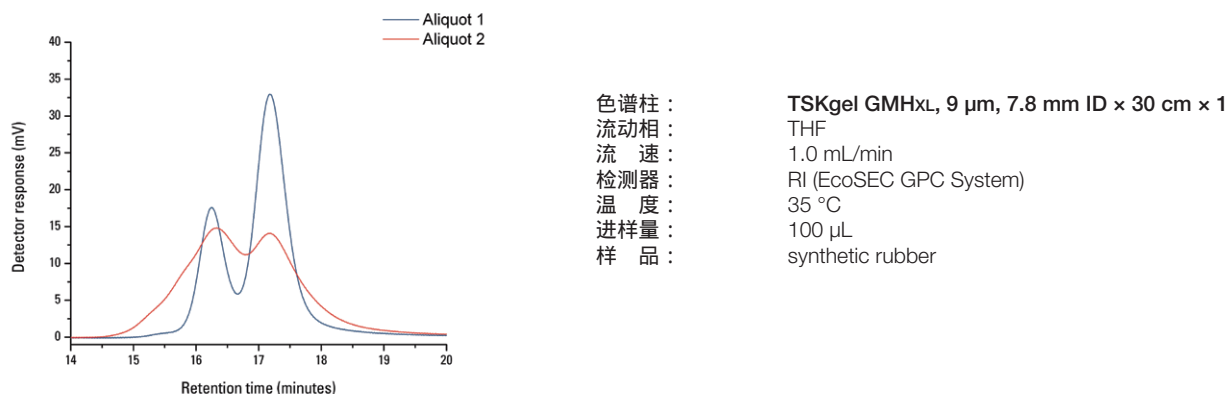 Aliquot 1
Aliquot 2
40
35
30
25
20
15
10
5
0
Detector response (mV)
14 15 16 17 18 19 20
Retention time (minutes)
色谱柱： TSKgel GMHXL, 9 µm, 7.8 mm ID × 30 cm × 1
流动相： THF
流 速： 1.0 mL/min
检测器： RI (EcoSEC GPC System)
温 度： 35 °C
进样量： 100 µL
样 品： synthetic rubber